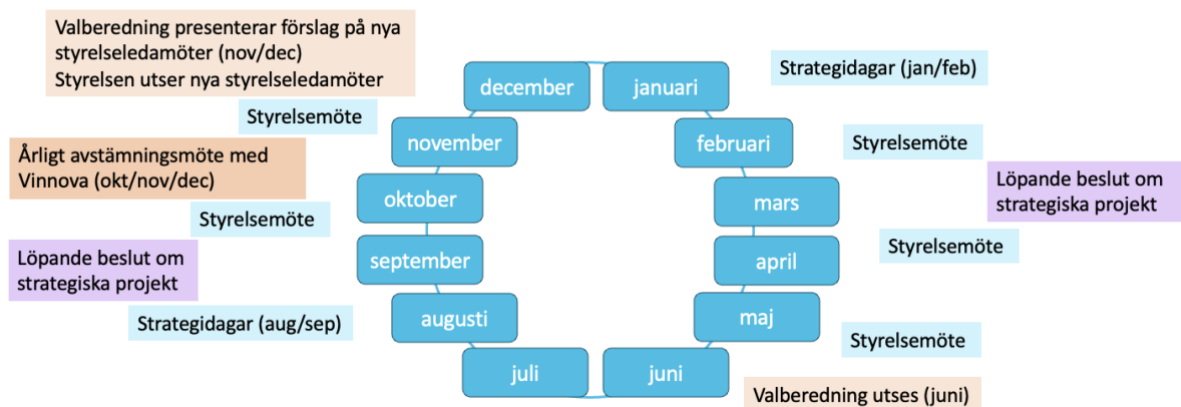 Valberedning presenterar förslag på nya
styrelseledamöter (nov/dec)
Styrelsen utser nya styrelseledamöter
december
januari
Strategidagar (jan/feb)
Styrelsemöte
november
februari
Styrelsemöte
Årligt avstämningsmöte med
Vinnova (okt/nov/dec)
oktober
mars
Löpande beslut om
strategiska projekt
Styrelsemöte
Styrelsemöte
Löpande beslut om
strategiska projekt
september
april
Strategidagar (aug/sep)
augusti
maj
Styrelsemöte
juli
juni
Valberedning utses (juni)